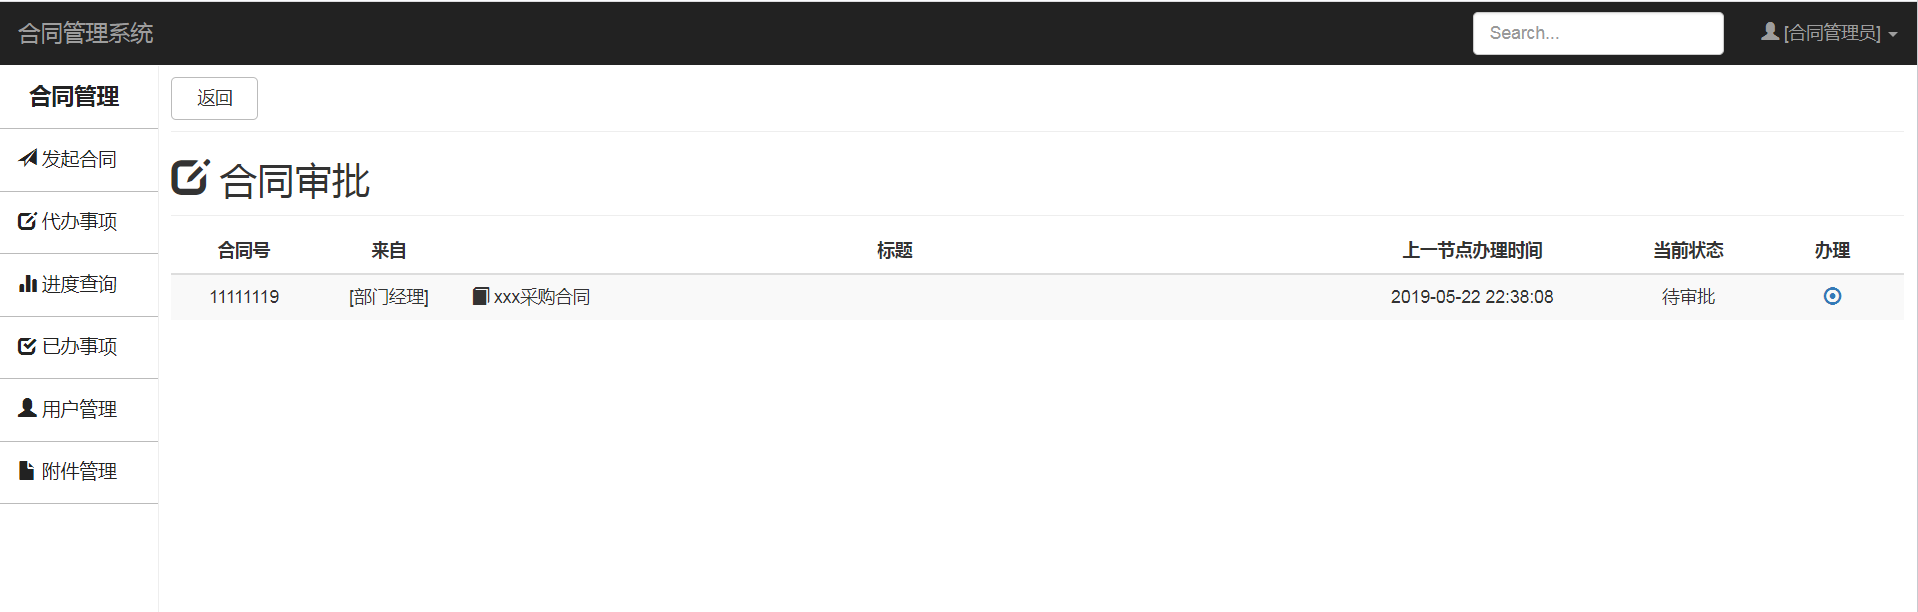 合同管理系统
Search...
[合同管理员]
合同管理
返回
发起合同
合同审批
代办事项
合同号 来自 标题 上一节点办理时间 当前状态 办理
进度查询
11111119 [部门经理] xxx采购合同 2019-05-22 22:38:08 待审批
已办事项
用户管理
附件管理